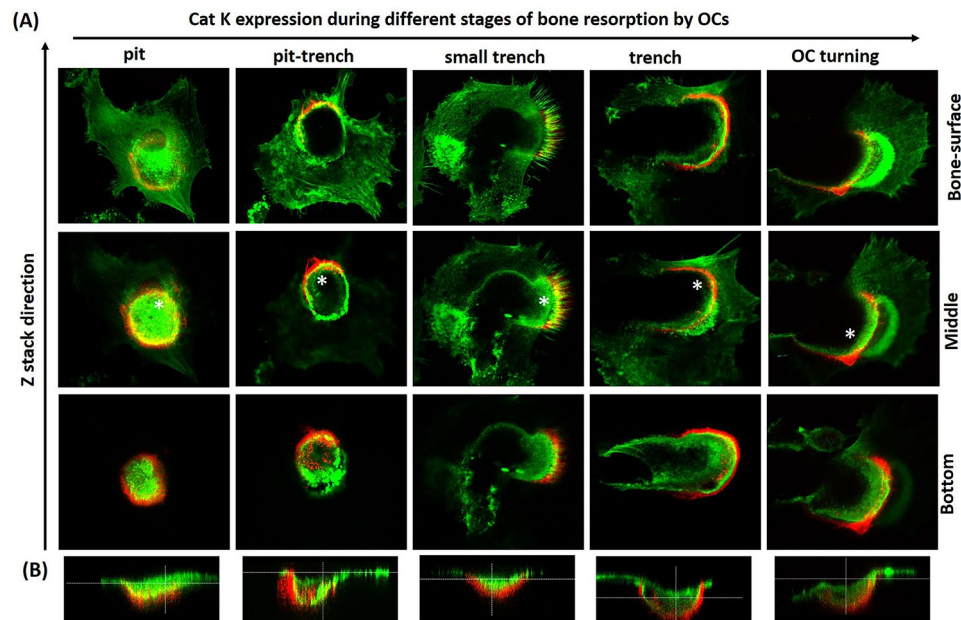 (A)
Cat K expression during different stages of bone resorption by OCs
pit
pit-trench
small trench
trench
OC turning
Z stack direction
Bone-surface
*
*
*
*
*
Middle
Bottom
(B)